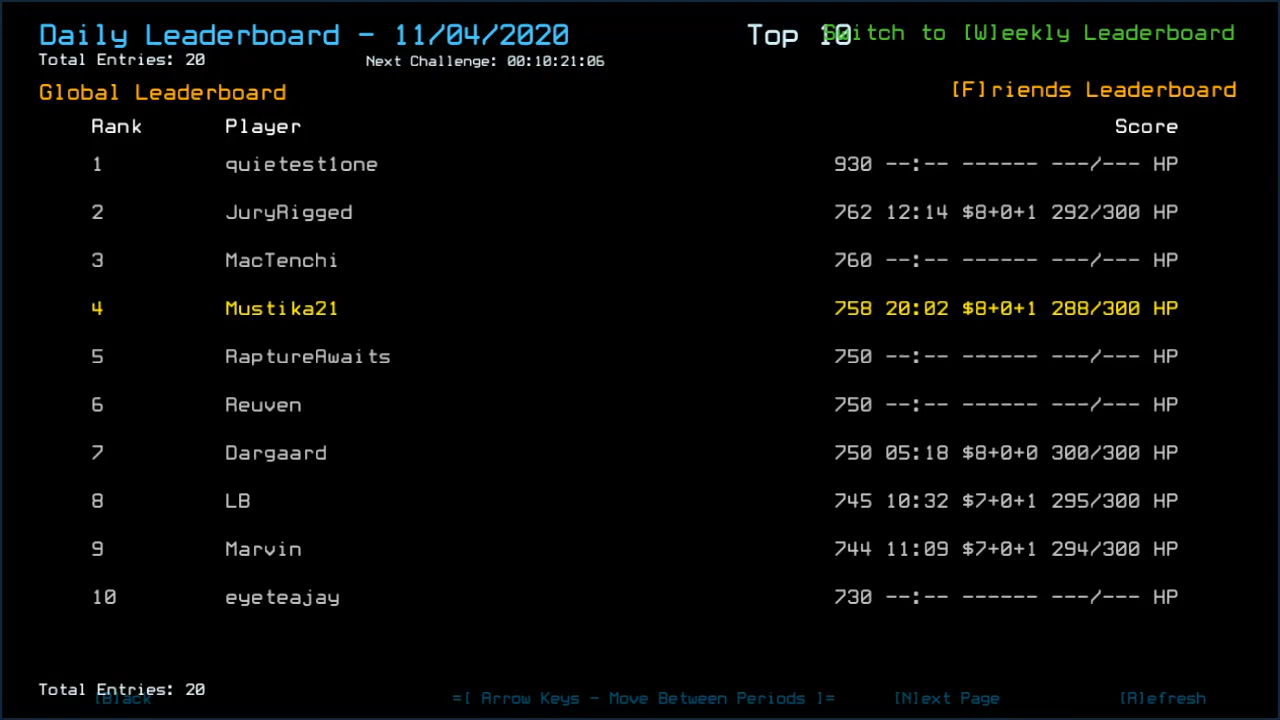 Daily Leaderboard - 11/04/2020 Top 10 Switch to [W]eekly Leaderboard
Total Entries: 20 Next Challenge: 00:10:21:06
Global Leaderboard [F]riends Leaderboard
Rank Player Score
1 quietest1one 930 --:-- ------ ---/--- HP
2 JuryRigged 762 12:14 $8+0+1 292/300 HP
3 MacTenchi 760 --:-- ------ ---/--- HP
4 Mustika21 758 20:02 $8+0+1 288/300 HP
5 RaptureAwaits 750 --:-- ------ ---/--- HP
6 Reuven 750 --:-- ------ ---/--- HP
7 Dargaard 750 05:18 $8+0+0 300/300 HP
8 LB 745 10:32 $7+0+1 295/300 HP
9 Marvin 744 11:09 $7+0+1 294/300 HP
10 eyeteajay 730 --:-- ------ ---/--- HP
Total Entries: 20
[B]ack =[ Arrow Keys - Move Between Periods ]= [N]ext Page [R]efresh